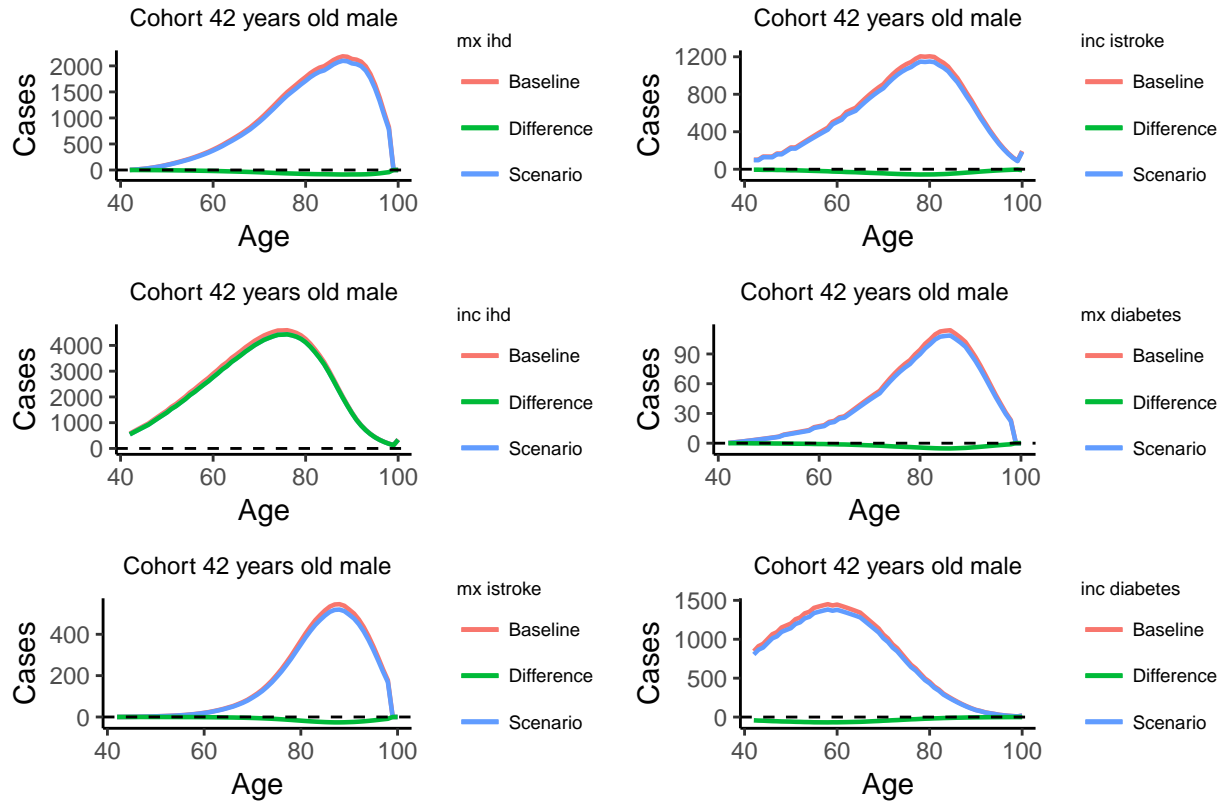 Cohort 42 years old male
Cases
2000
1500
1000
500
0
40 60 80 100
Age
mx ihd
Baseline
Difference
Scenario
Cohort 42 years old male
Cases
1200
800
400
0
40 60 80 100
Age
inc istroke
Baseline
Difference
Scenario
Cohort 42 years old male
Cases
4000
3000
2000
1000
0
40 60 80 100
Age
inc ihd
Baseline
Difference
Scenario
Cohort 42 years old male
Cases
90
60
30
0
40 60 80 100
Age
mx diabetes
Baseline
Difference
Scenario
Cohort 42 years old male
Cases
400
200
0
40 60 80 100
Age
mx istroke
Baseline
Difference
Scenario
Cohort 42 years old male
Cases
1500
1000
500
0
40 60 80 100
Age
inc diabetes
Baseline
Difference
Scenario